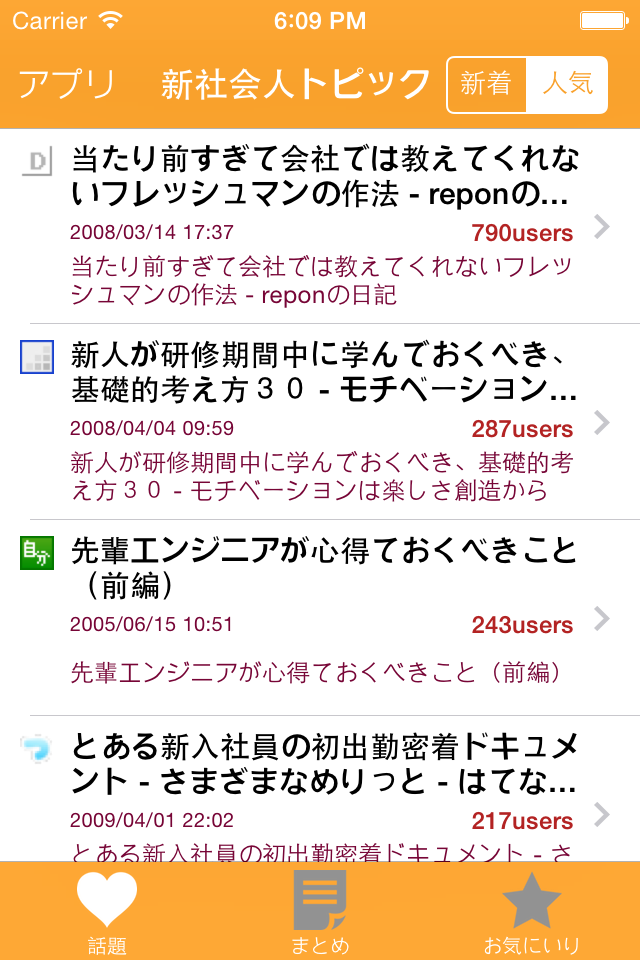 Carrier 6:09 PM
アプリ 新社会人トピック 新着 人気
D 当たり前すぎて会社では教えてくれな
いフレッシュマンの作法 - reponの...
2008/03/14 17:37 790users
当たり前すぎて会社では教えてくれないフレッ
シュマンの作法 - reponの日記
新人が研修期間中に学んでおくべき、
基礎的考え方３０ - モチベーション...
2008/04/04 09:59 287users
新人が研修期間中に学んでおくべき、基礎的考
え方３０ - モチベーションは楽しさ創造から
自分 先輩エンジニアが心得ておくべきこと
（前編）
2005/06/15 10:51 243users
先輩エンジニアが心得ておくべきこと（前編）
とある新入社員の初出勤密着ドキュメ
ント - さまざまなめりっと - はてな...
2009/04/01 22:02 217users
とある新入社員の初出勤密着ドキュメント - さ
話題 まとめ お気にいり